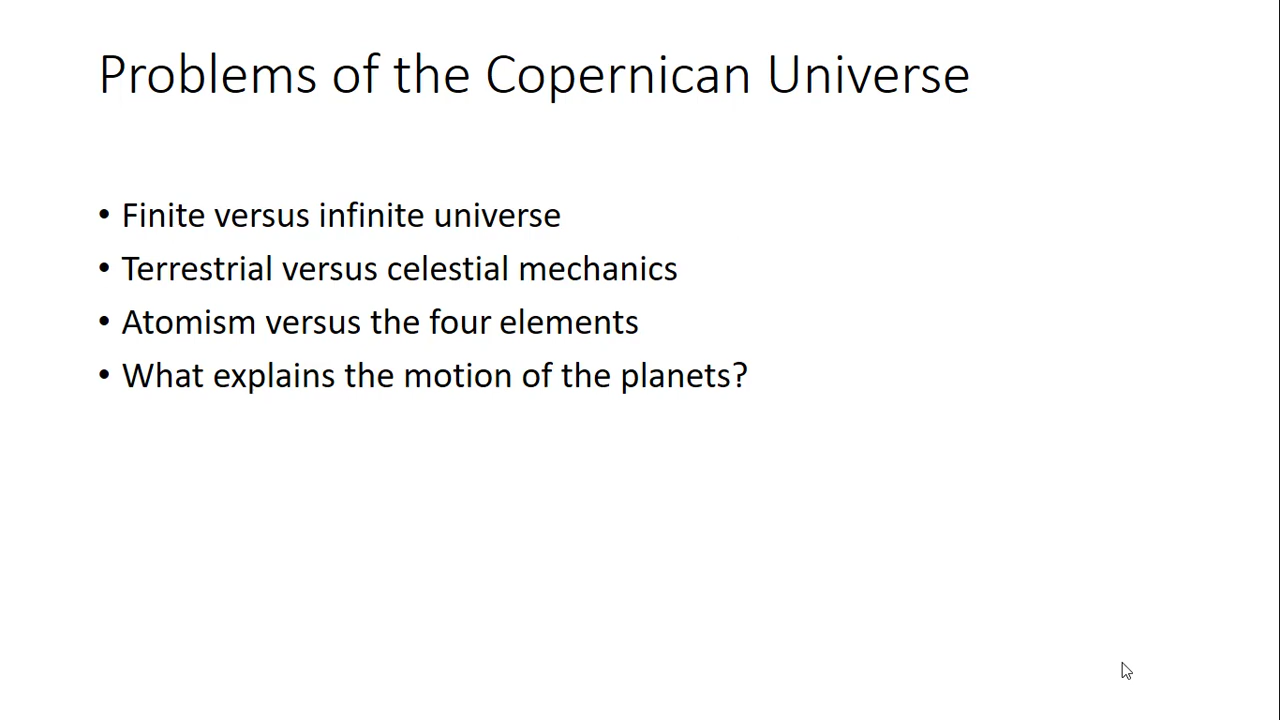 Problems of the Copernican Universe
• Finite versus infinite universe
• Terrestrial versus celestial mechanics
• Atomism versus the four elements
• What explains the motion of the planets?